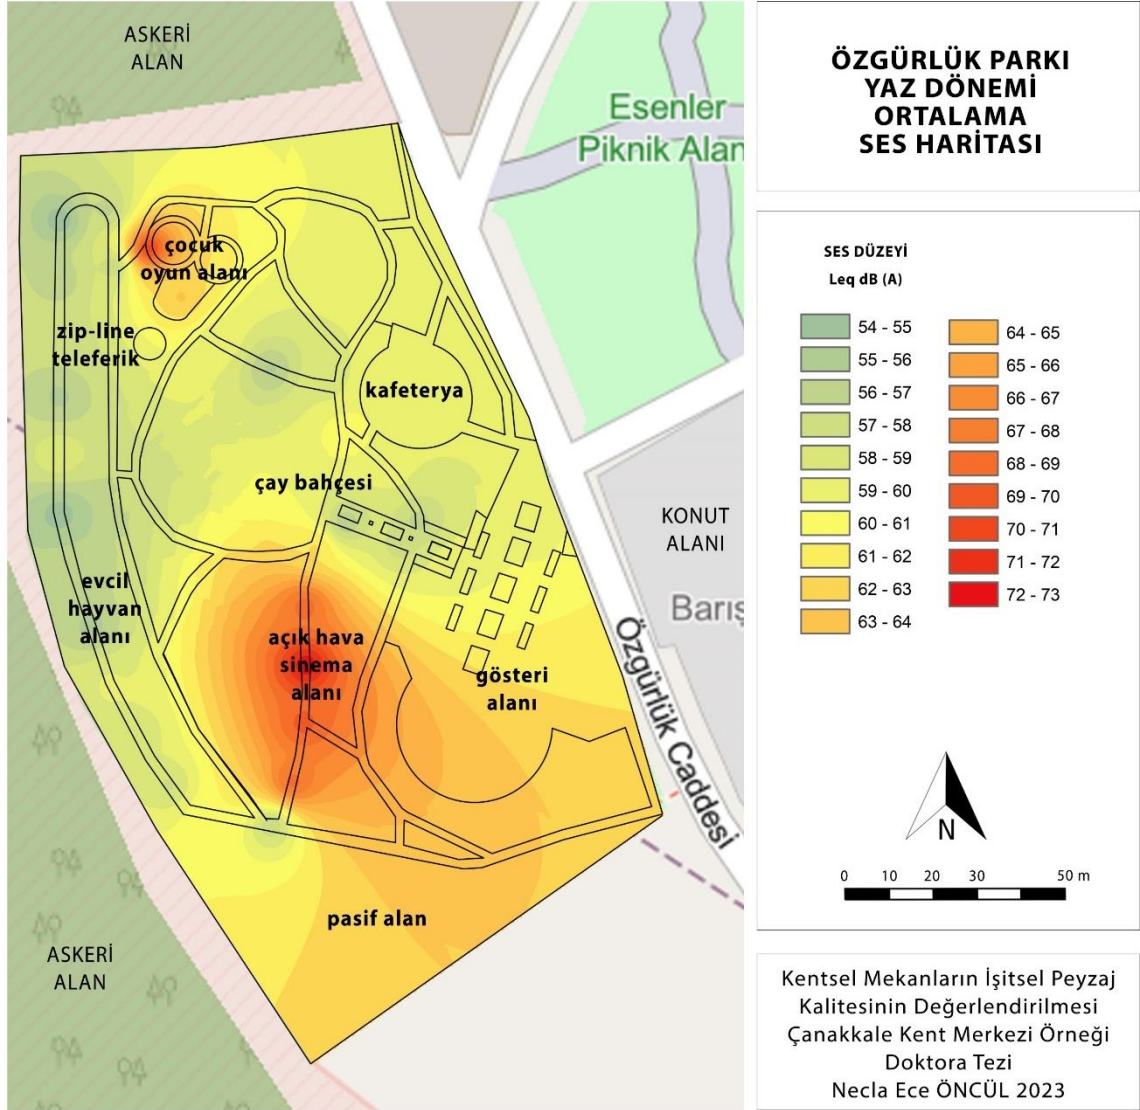 ASKERİ
ALAN
Esenler
Piknik Alan
çocuk
oyun alanı
zip-line
teleferik
kafeterya
çay bahçesi
KONUT
ALANI
Barış
evcil
hayvan
alanı
açık hava
sinema
alanı
gösteri
alanı
Özgürlük Caddesi
pasif alan
ASKERİ
ALAN
ÖZGÜRLÜK PARKI
YAZ DÖNEMİ
ORTALAMA
SES HARİTASI
SES DÜZEYİ
Leq dB (A)
54 - 55
55 - 56
56 - 57
57 - 58
58 - 59
59 - 60
60 - 61
61 - 62
62 - 63
63 - 64
64 - 65
65 - 66
66 - 67
67 - 68
68 - 69
69 - 70
70 - 71
71 - 72
72 - 73
N
0 10 20 30 50 m
Kentsel Mekanların İşitsel Peyzaj
Kalitesinin Değerlendirilmesi
Çanakkale Kent Merkezi Örneği
Doktora Tezi
Necla Ece ÖNCÜL 2023